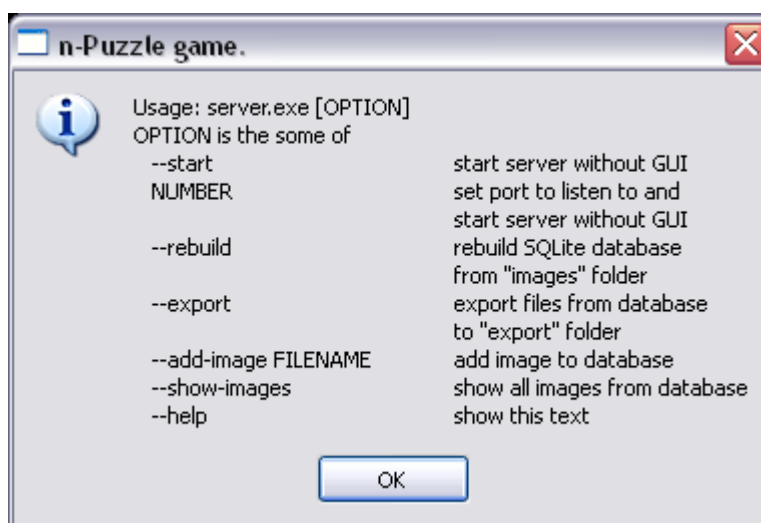 n-Puzzle game.
Usage: server.exe [OPTION]
OPTION is the some of
--start start server without GUI
NUMBER set port to listen to and
start server without GUI
--rebuild rebuild SQLite database
from "images" folder
--export export files from database
to "export" folder
--add-image FILENAME add image to database
--show-images show all images from database
--help show this text
OK